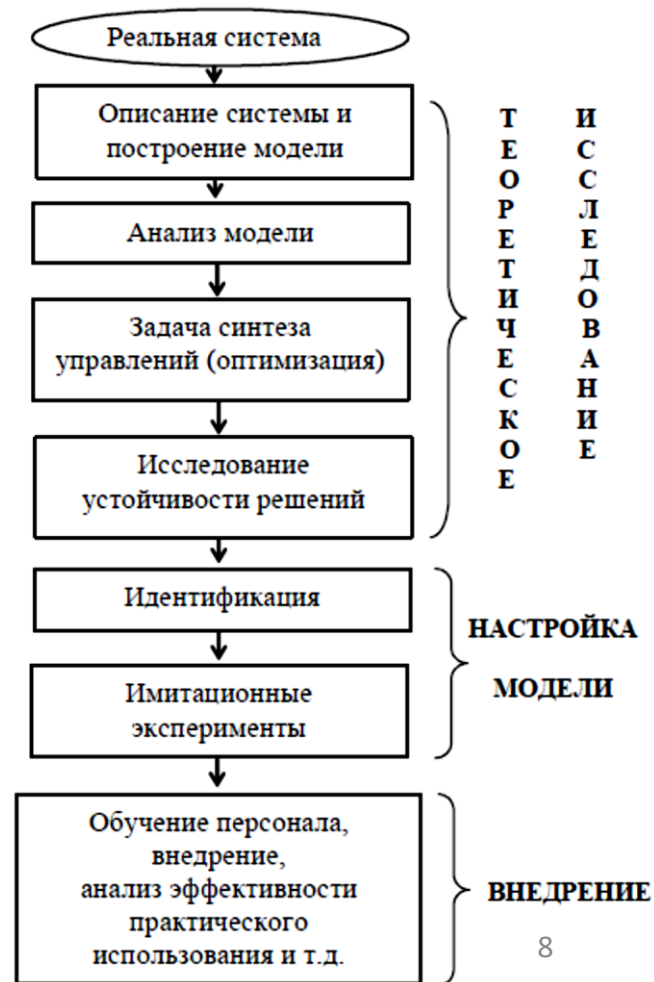 Реальная система
Описание системы и
построение модели
Анализ модели
Задача синтеза
управлений (оптимизация)
Исследование
устойчивости решений
ТЕОРЕТИЧЕСКОЕ
ИССЛЕДОВАНИЕ
Идентификация
Имитационные
эксперименты
НАСТРОЙКА
МОДЕЛИ
Обучение персонала,
внедрение,
анализ эффективности
практического
использования и т.д.
ВНЕДРЕНИЕ
8